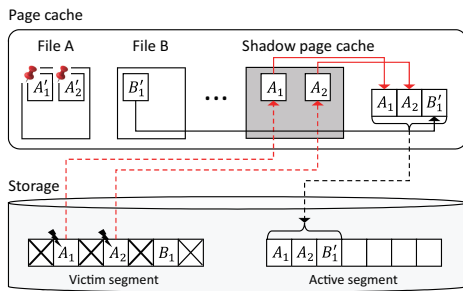 Page cache
File A
File B
Shadow page cache
A′₁ A′₂
B′₁
...
A₁ A₂
A₁ A₂ B′₁
Storage
A₁ A₂ B₁
A₁ A₂ B′₁
Victim segment
Active segment